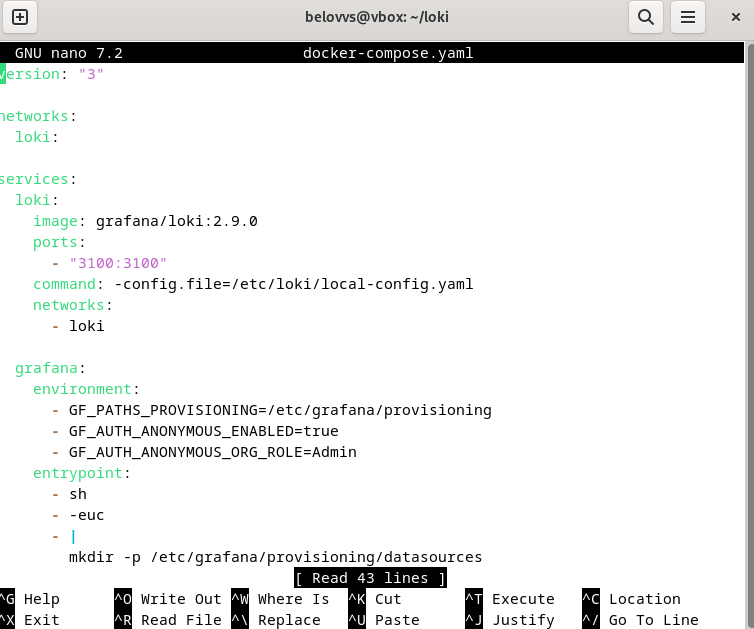 belovvs@vbox: ~/loki
GNU nano 7.2 docker-compose.yaml
version: "3"
networks:
loki:
services:
loki:
image: grafana/loki:2.9.0
ports:
- "3100:3100"
command: -config.file=/etc/loki/local-config.yaml
networks:
- loki
grafana:
environment:
- GF_PATHS_PROVISIONING=/etc/grafana/provisioning
- GF_AUTH_ANONYMOUS_ENABLED=true
- GF_AUTH_ANONYMOUS_ORG_ROLE=Admin
entrypoint:
- sh
- -euc
- |
mkdir -p /etc/grafana/provisioning/datasources
[ Read 43 lines ]
^G Help ^O Write Out ^W Where Is ^K Cut ^T Execute ^C Location
^X Exit ^R Read File ^\ Replace ^U Paste ^J Justify ^/ Go To Line